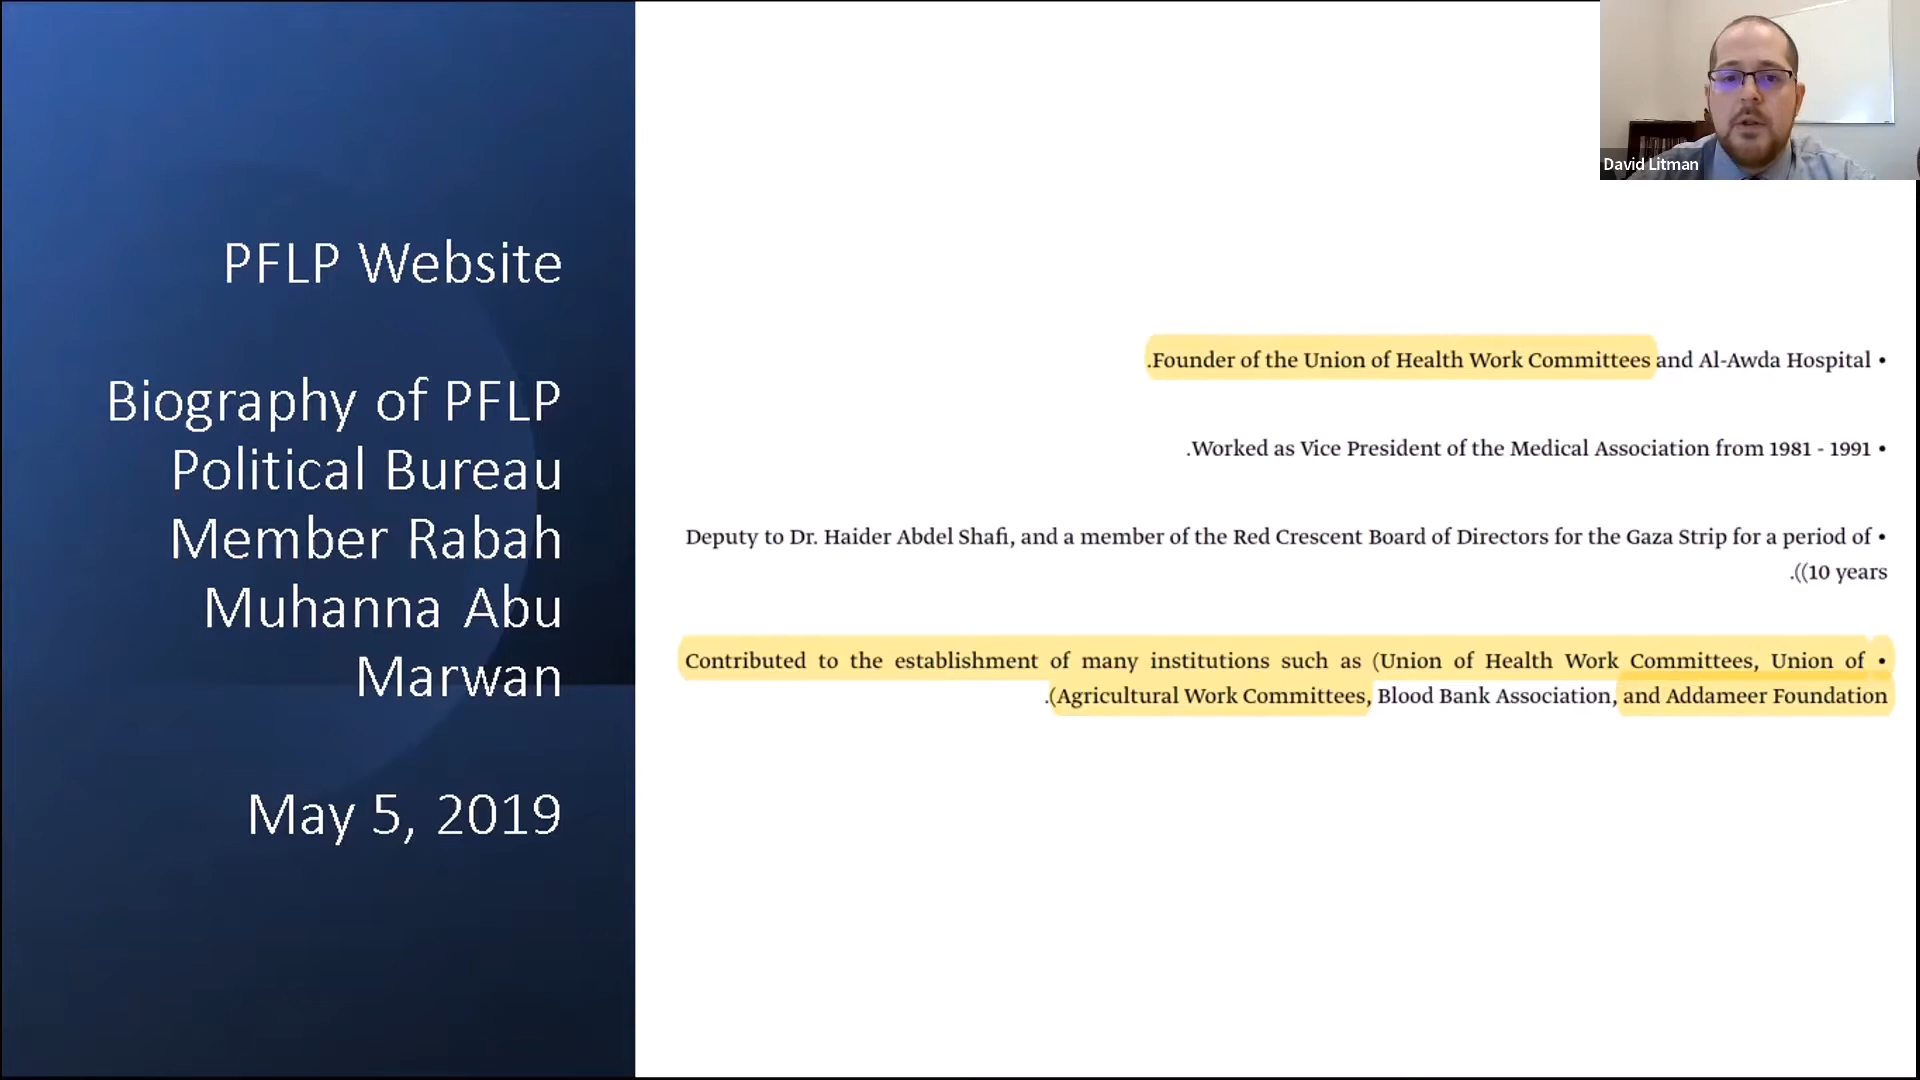 PFLP Website
Biography of PFLP
Political Bureau
Member Rabah
Muhanna Abu
Marwan
May 5, 2019
.Founder of the Union of Health Work Committees and Al-Awda Hospital •
.Worked as Vice President of the Medical Association from 1981 - 1991 •
Deputy to Dr. Haider Abdel Shafi, and a member of the Red Crescent Board of Directors for the Gaza Strip for a period of •
.((10 years
Contributed to the establishment of many institutions such as (Union of Health Work Committees, Union of •
.(Agricultural Work Committees, Blood Bank Association, and Addameer Foundation
David Litman